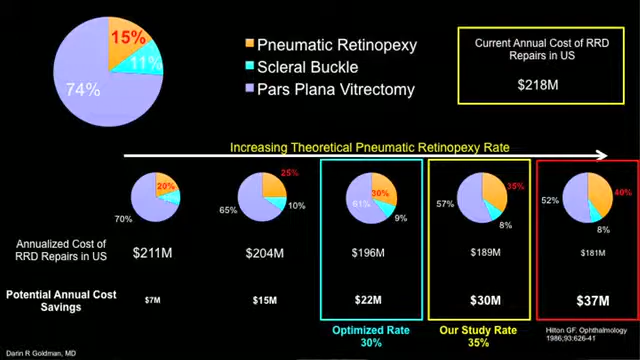 15%
11%
74%
Pneumatic Retinopexy
Scleral Buckle
Pars Plana Vitrectomy
Current Annual Cost of RRD
Repairs in US
$218M
Increasing Theoretical Pneumatic Retinopexy Rate
20%
70%
25%
65%
10%
30%
61%
9%
35%
57%
8%
40%
52%
8%
Annualized Cost of
RRD Repairs in US
$211M
$204M
$196M
$189M
$181M
Potential Annual Cost
Savings
$7M
$15M
$22M
$30M
$37M
Optimized Rate
30%
Our Study Rate
35%
Hilton GF. Ophthalmology
1986;93:626-41
Darin R Goldman, MD